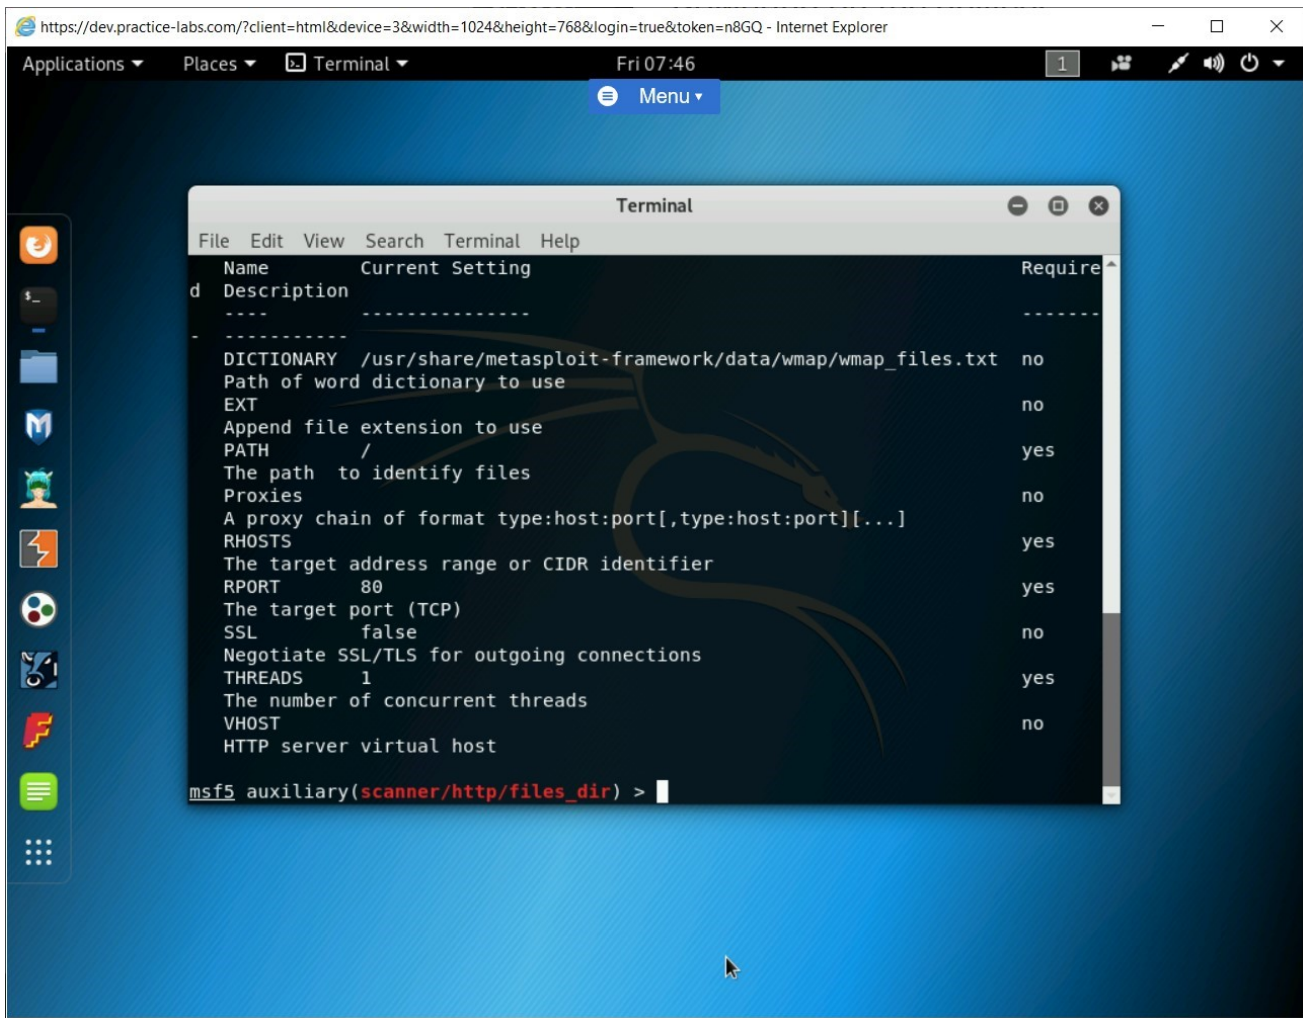 https://dev.practice-labs.com/?client=html&device=3&width=1024&height=768&login=true&token=n8GQ - Internet Explorer
Applications Places Terminal Fri 07:46 1
Menu
Terminal
File Edit View Search Terminal Help
Name Current Setting Require
d Description
---- --------------- -------
- -----------
DICTIONARY /usr/share/metasploit-framework/data/wmap/wmap_files.txt no
Path of word dictionary to use
EXT no
Append file extension to use
PATH / yes
The path  to identify files
Proxies no
A proxy chain of format type:host:port[,type:host:port][...]
RHOSTS yes
The target address range or CIDR identifier
RPORT 80 yes
The target port (TCP)
SSL false no
Negotiate SSL/TLS for outgoing connections
THREADS 1 yes
The number of concurrent threads
VHOST no
HTTP server virtual host
msf5 auxiliary(scanner/http/files_dir) >